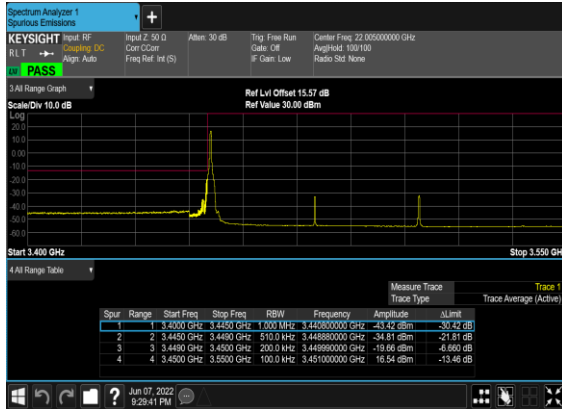 Spectrum Analyzer 1
Spurious Emissions
KEYSIGHT Input: RF Input Z: 50 Ω Atten: 30 dB Trig: Free Run Center Freq: 22.005000000 GHz
RLT Coupling: DC Corr CCorr Gate: Off Avg|Hold: 100/100
Align: Auto Freq Ref: Int (S) IF Gain: Low Radio Std: None
PASS
3 All Range Graph Ref Lvl Offset 15.57 dB
Scale/Div 10.0 dB Ref Value 30.00 dBm
Log
20.0
10.0
0.00
-10.0
-20.0
-30.0
-40.0
-50.0
-60.0
Start 3.400 GHz Stop 3.550 GH
4 All Range Table
Measure Trace Trace 1
Trace Type Trace Average (Active)
Spur Range Start Freq Stop Freq RBW Frequency Amplitude ΔLimit
1 1 3.4000 GHz 3.4450 GHz 1.000 MHz 3.440800000 GHz -43.42 dBm -30.42 dB
2 2 3.4450 GHz 3.4490 GHz 510.0 kHz 3.448880000 GHz -34.81 dBm -21.81 dB
3 3 3.4490 GHz 3.4500 GHz 200.0 kHz 3.449990000 GHz -19.66 dBm -6.660 dB
4 4 3.4500 GHz 3.5500 GHz 100.0 kHz 3.451000000 GHz 16.54 dBm -13.46 dB
? Jun 07, 2022
9:29:41 PM